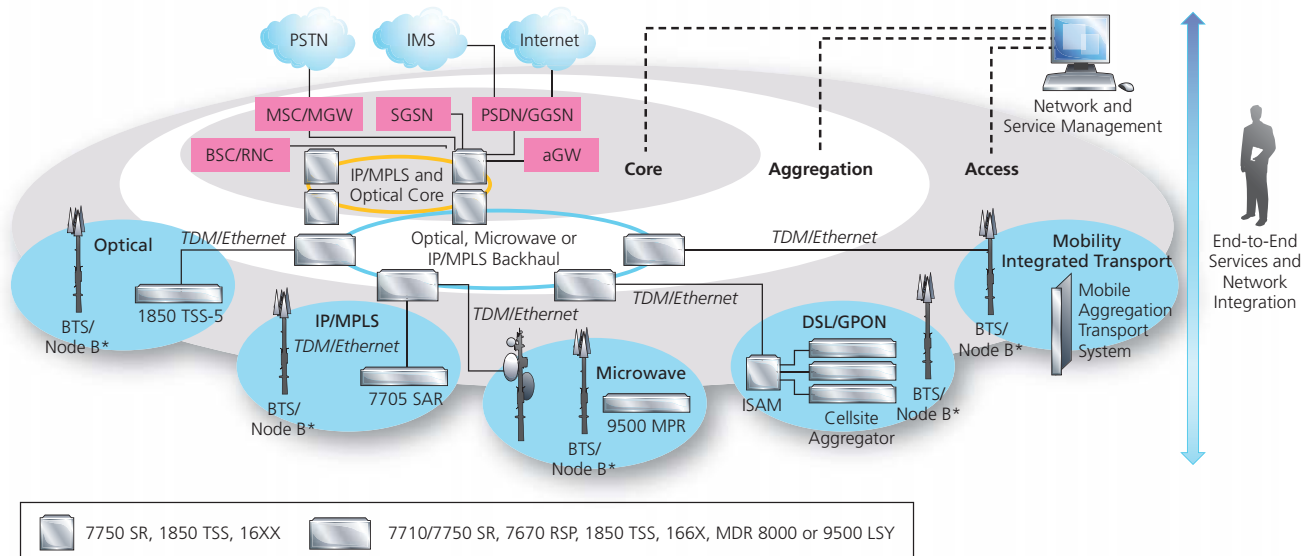 PSTN
IMS
Internet
MSC/MGW
SGSN
PSDN/GGSN
BSC/RNC
aGW
IP/MPLS and
Optical Core
Core
Aggregation
Access
Network and
Service Management
End-to-End
Services and
Network
Integration
Optical
TDM/Ethernet
1850 TSS-5
BTS/
Node B*
Optical, Microwave or
IP/MPLS Backhaul
IP/MPLS
TDM/Ethernet
7705 SAR
BTS/
Node B*
TDM/Ethernet
Microwave
9500 MPR
BTS/
Node B*
TDM/Ethernet
DSL/GPON
ISAM
Cellsite
Aggregator
BTS/
Node B*
TDM/Ethernet
Mobility
Integrated Transport
Mobile
Aggregation
Transport
System
BTS/
Node B*
7750 SR, 1850 TSS, 16XX
7710/7750 SR, 7670 RSP, 1850 TSS, 166X, MDR 8000 or 9500 LSY